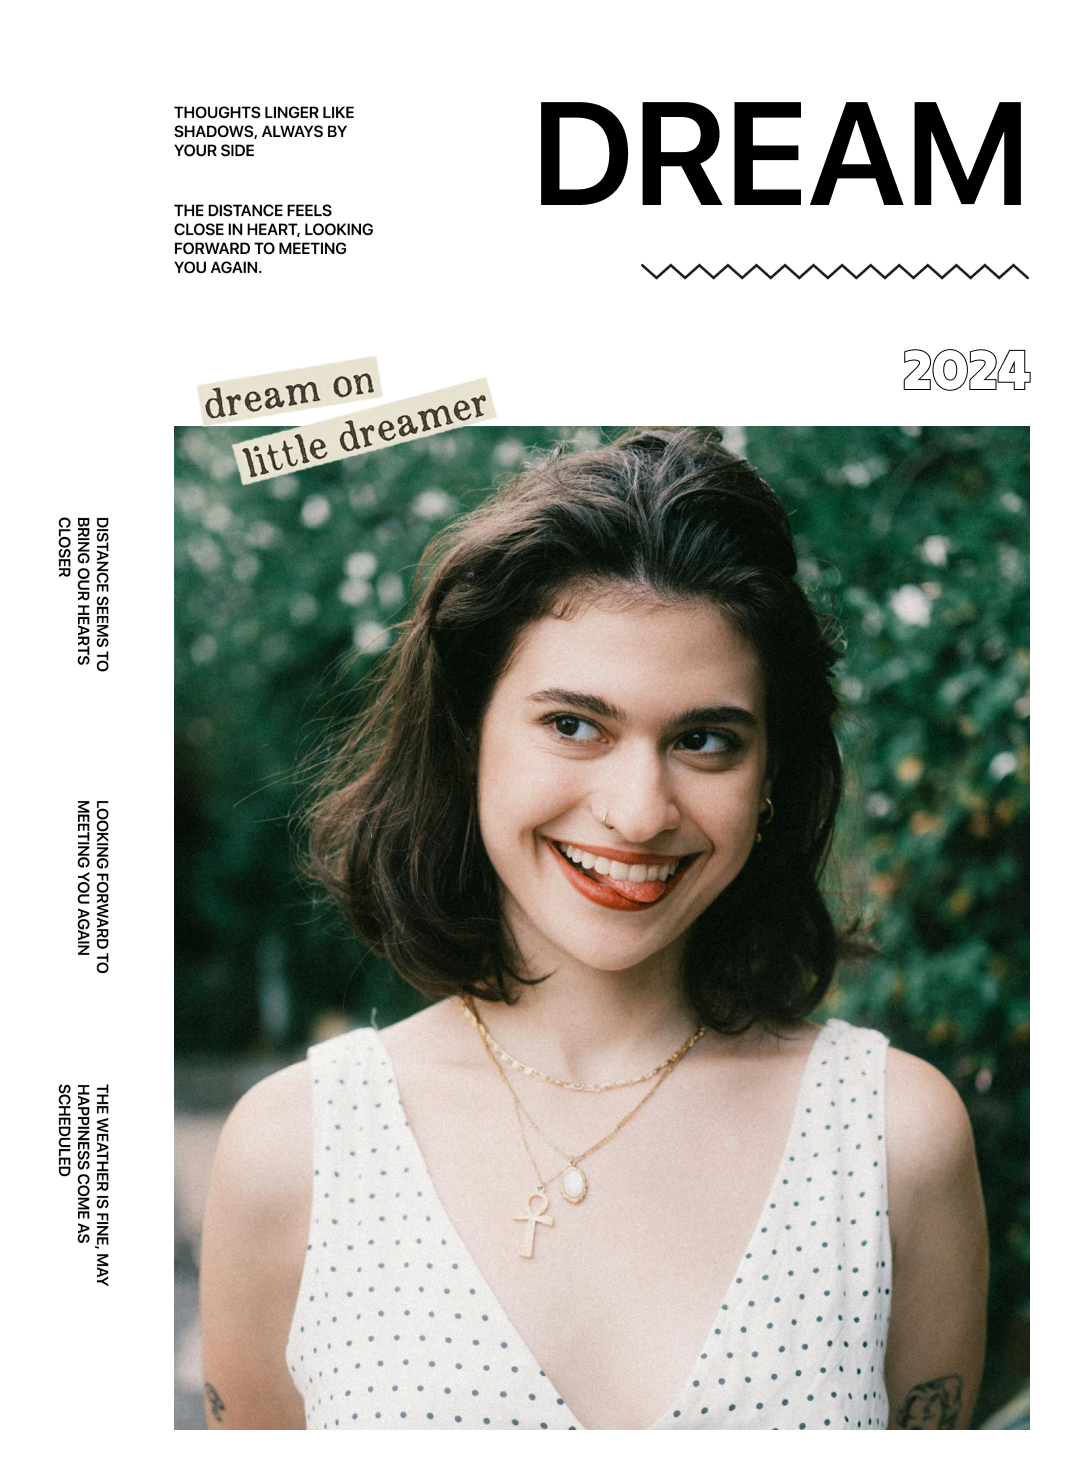 THOUGHTS LINGER LIKE
SHADOWS, ALWAYS BY
YOUR SIDE
THE DISTANCE FEELS
CLOSE IN HEART, LOOKING
FORWARD TO MEETING
YOU AGAIN.
DREAM
2024
dream on
little dreamer
DISTANCE SEEMS TO
BRING OUR HEARTS
CLOSER
LOOKING FORWARD TO
MEETING YOU AGAIN
THE WEATHER IS FINE, MAY
HAPPINESS COME AS
SCHEDULED